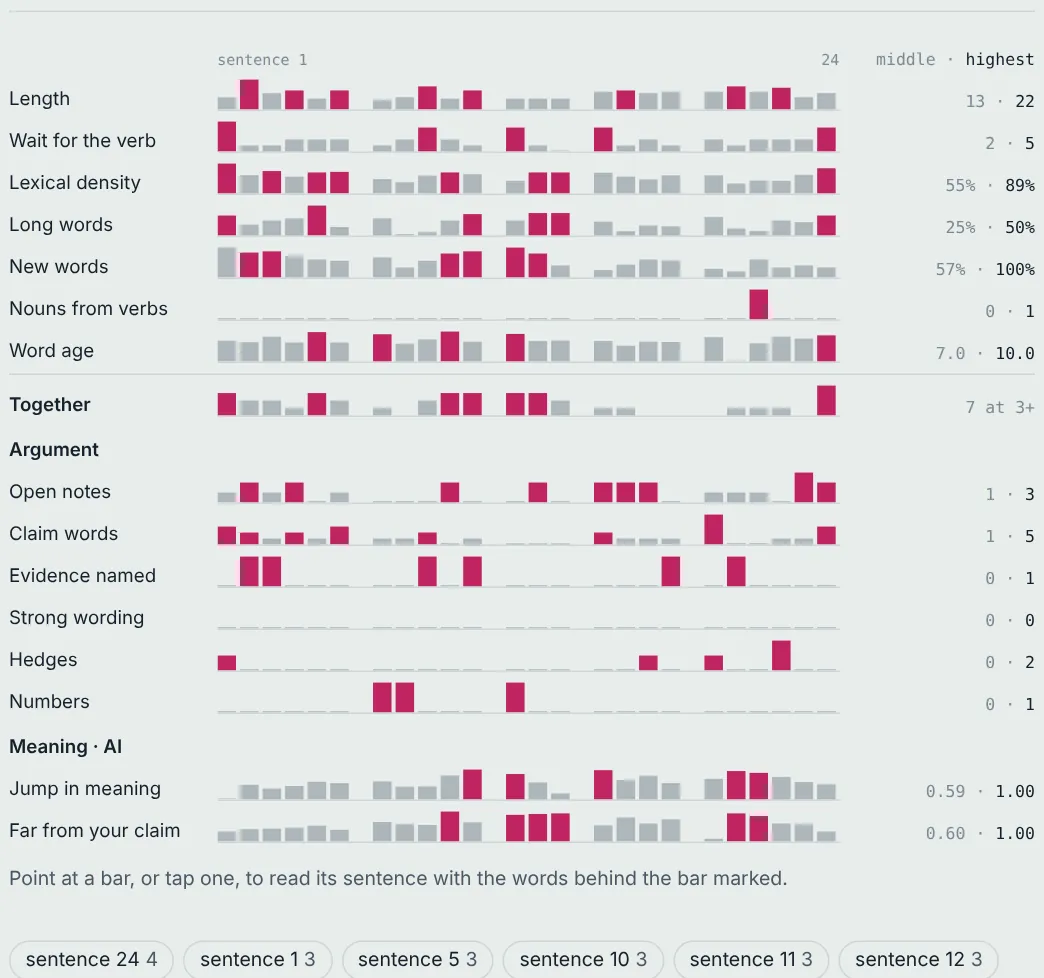 sentence 1 24 middle · highest
Length 13 · 22
Wait for the verb 2 · 5
Lexical density 55% · 89%
Long words 25% · 50%
New words 57% · 100%
Nouns from verbs 0 · 1
Word age 7.0 · 10.0
Together 7 at 3+
Argument
Open notes 1 · 3
Claim words 1 · 5
Evidence named 0 · 1
Strong wording 0 · 0
Hedges 0 · 2
Numbers 0 · 1
Meaning · AI
Jump in meaning 0.59 · 1.00
Far from your claim 0.60 · 1.00
Point at a bar, or tap one, to read its sentence with the words behind the bar marked.
sentence 24 4 sentence 1 3 sentence 5 3 sentence 10 3 sentence 11 3 sentence 12 3